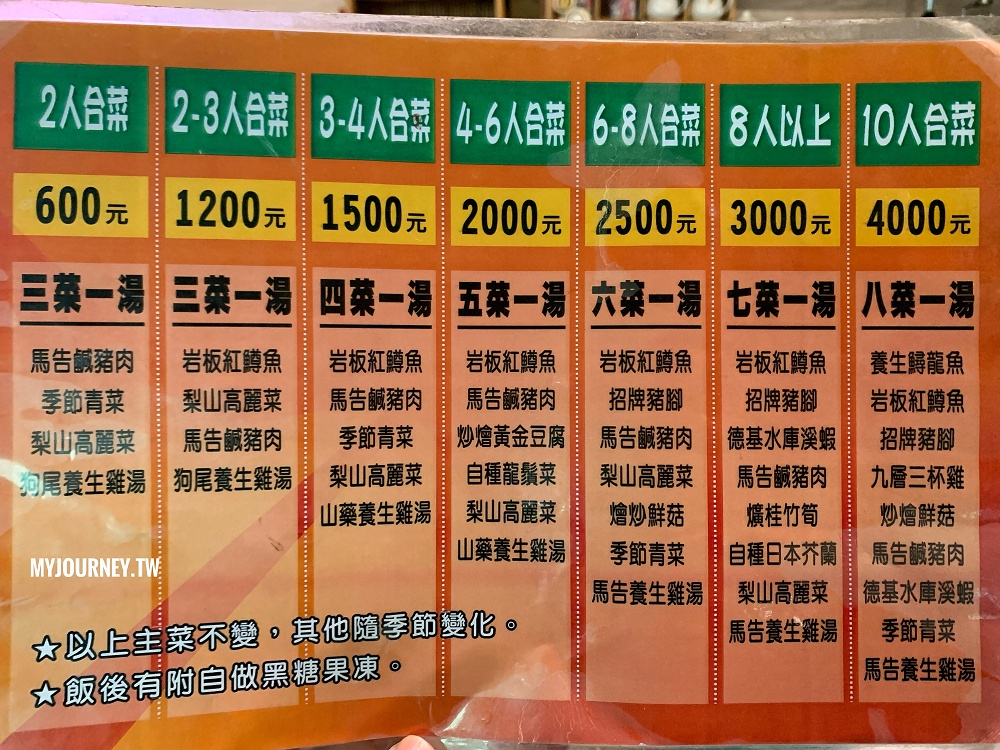 2人合菜
600元
三菜一湯
馬告鹹豬肉
季節青菜
梨山高麗菜
狗尾養生雞湯
2-3人合菜
1200元
三菜一湯
岩板紅鱒魚
梨山高麗菜
馬告鹹豬肉
狗尾養生雞湯
3-4人合菜
1500元
四菜一湯
岩板紅鱒魚
馬告鹹豬肉
季節青菜
梨山高麗菜
山藥養生雞湯
4-6人合菜
2000元
五菜一湯
岩板紅鱒魚
馬告鹹豬肉
炒燴黃金豆腐
自種龍鬚菜
梨山高麗菜
山藥養生雞湯
6-8人合菜
2500元
六菜一湯
岩板紅鱒魚
招牌豬腳
馬告鹹豬肉
梨山高麗菜
燴炒鮮菇
季節青菜
馬告養生雞湯
8人以上
3000元
七菜一湯
岩板紅鱒魚
招牌豬腳
德基水庫溪蝦
馬告鹹豬肉
爌桂竹筍
自種日本芥蘭
梨山高麗菜
馬告養生雞湯
10人合菜
4000元
八菜一湯
養生鱘龍魚
岩板紅鱒魚
招牌豬腳
九層三杯雞
炒燴鮮菇
馬告鹹豬肉
德基水庫溪蝦
季節青菜
馬告養生雞湯
MYJOURNEY.TW
★以上主菜不變，其他隨季節變化。
★飯後有附自做黑糖果凍。